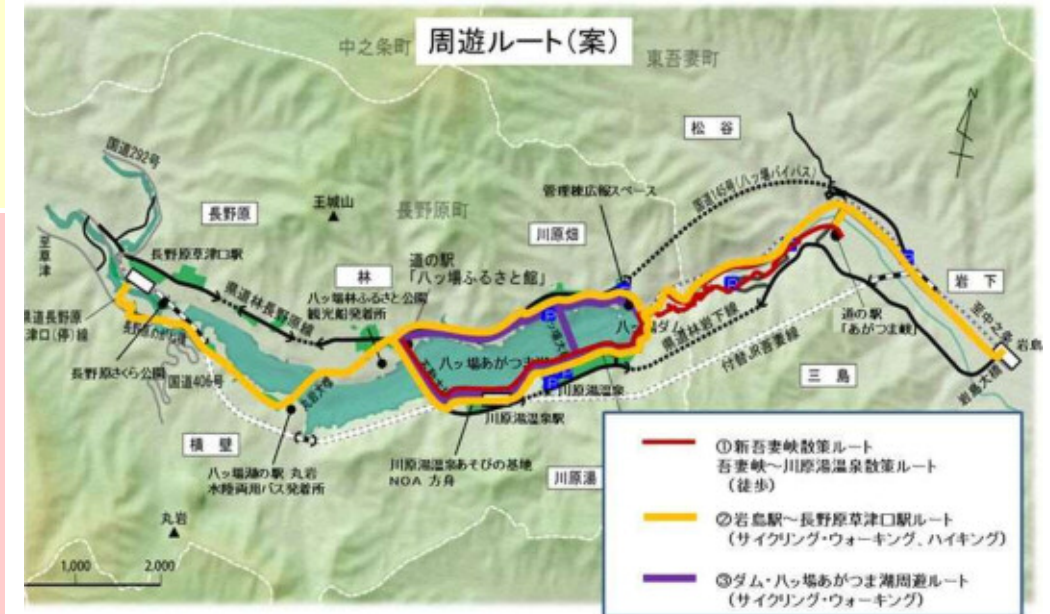 周遊ルート(案)
中之条町
東吾妻町
N
松谷
国道292号
国道145号(八ッ場バイパス)
管理棟広報スペース
王城山
長野原
長野原町
川原畑
至草津
長野原草津口駅
林
道の駅
「八ッ場ふるさと館」
岩下
八ッ場林ふるさと公園
観光船発着所
県道林長野原線
至中之条
道の駅
「あがつま峡」
岩島
八ッ場ダム
県道林岩下線
県道長野原
津口(停)線
八ッ場あがつま湖
付替JR吾妻線
岩島大橋
長野原さくら公園
国道406号
三島
川原湯温泉
川原湯温泉駅
横壁
八ッ場湖の駅 丸岩
水陸両用バス発着所
川原湯温泉あそびの基地
NOA 方舟
川原湯
丸岩
1,000
2,000
①新吾妻峡散策ルート
吾妻峡~川原湯温泉散策ルート
(徒歩)
②岩島駅~長野原草津口駅ルート
(サイクリング・ウォーキング、ハイキング)
③ダム・八ッ場あがつま湖周遊ルート
(サイクリング・ウォーキング)